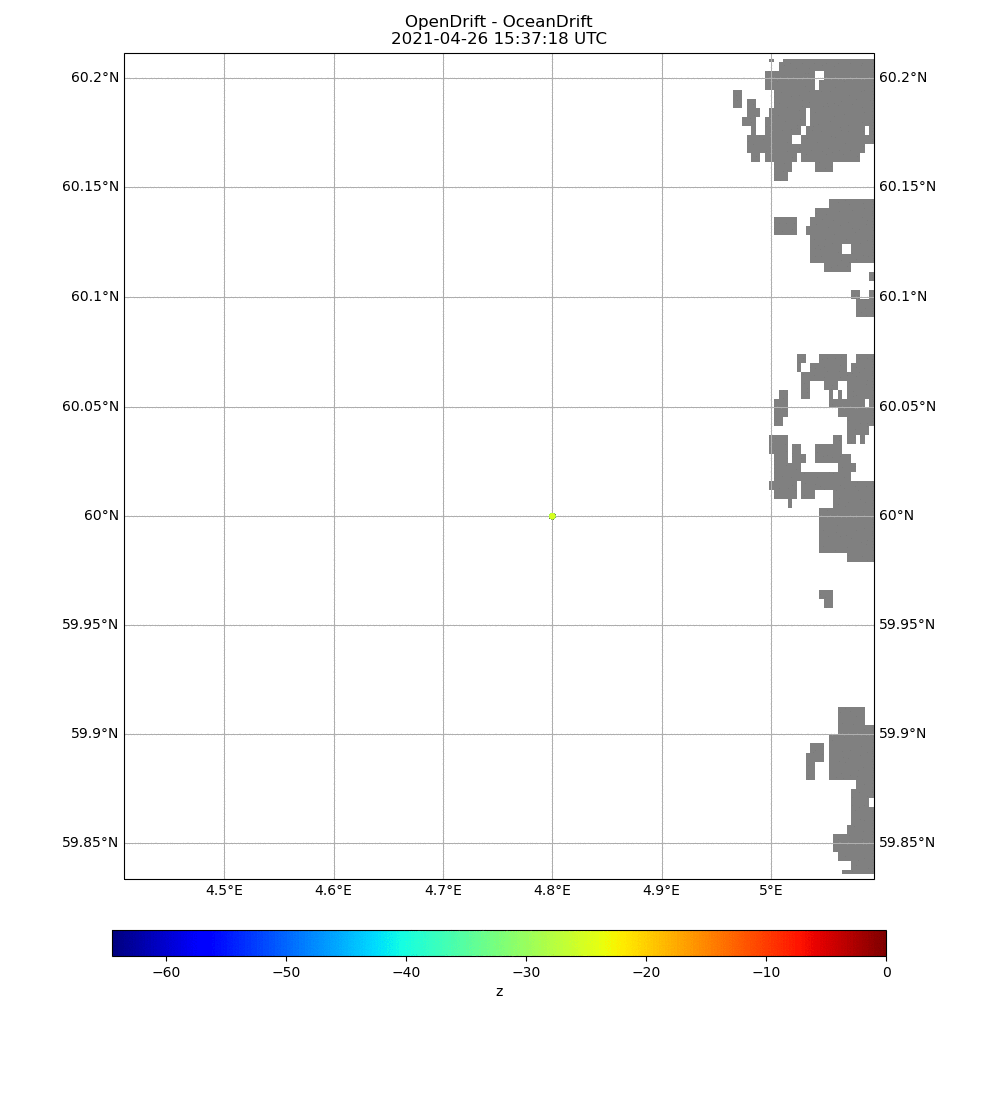 OpenDrift - OceanDrift
2021-04-26 15:37:18 UTC
60.2°N 60.2°N
60.15°N 60.15°N
60.1°N 60.1°N
60.05°N 60.05°N
60°N 60°N
59.95°N 59.95°N
59.9°N 59.9°N
59.85°N 59.85°N
4.5°E 4.6°E 4.7°E 4.8°E 4.9°E 5°E
−60 −50 −40 −30 −20 −10 0
z